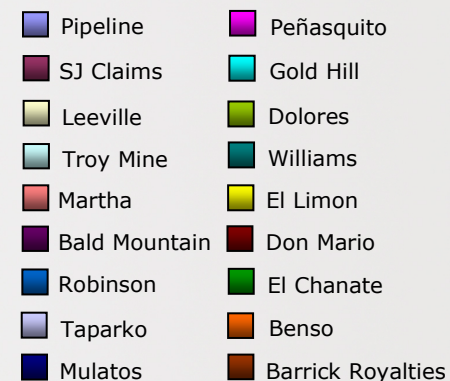 Pipeline
SJ Claims
Leeville
Troy Mine
Martha
Bald Mountain
Robinson
Taparko
Mulatos
Peñasquito
Gold Hill
Dolores
Williams
El Limon
Don Mario
El Chanate
Benso
Barrick Royalties